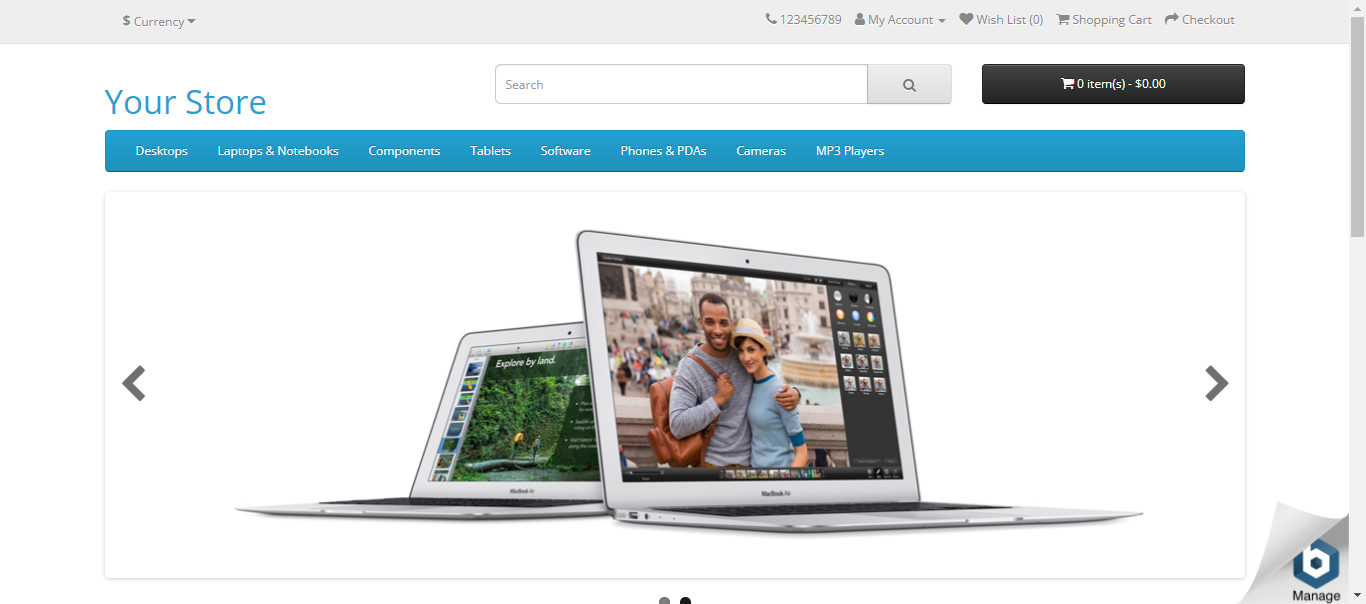 $ Currency
123456789 My Account Wish List (0) Shopping Cart Checkout
Your Store
Search
0 item(s) - $0.00
Desktops Laptops & Notebooks Components Tablets Software Phones & PDAs Cameras MP3 Players
Explore by land.
MacBook Air
MacBook Air
Manage